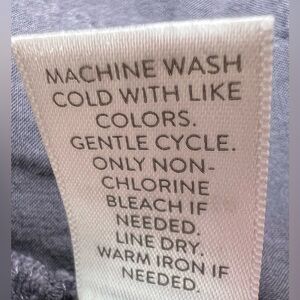 MACHINE WASH
COLD WITH LIKE
COLORS.
GENTLE CYCLE.
ONLY NON-
CHLORINE
BLEACH IF
NEEDED.
LINE DRY.
WARM IRON IF
NEEDED.